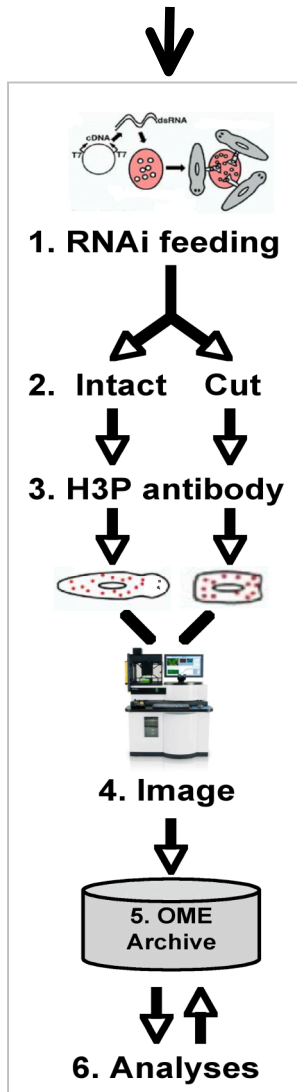 dsRNA
cDNA
T7 T7
1. RNAi feeding
2. Intact Cut
3. H3P antibody
4. Image
5. OME
Archive
6. Analyses